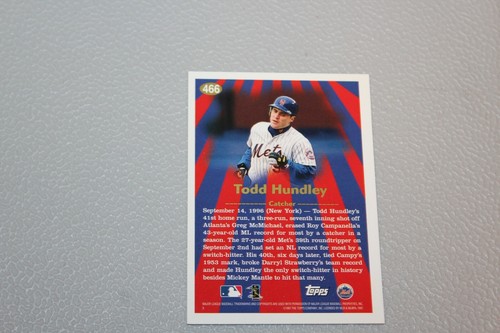 466
Mets
Todd Hundley
Catcher
September 14, 1996 (New York) — Todd Hundley's
41st home run, a three-run, seventh inning shot off
Atlanta's Greg McMichael, erased Roy Campanella's
43-year-old ML record for most by a catcher in a
season. The 27-year-old Met's 39th roundtripper on
September 2nd had set an NL record for most by a
switch-hitter. His 40th, six days later, tied Campy's
1953 mark, broke Darryl Strawberry's team record
and made Hundley the only switch-hitter in history
besides Mickey Mantle to hit that many.
Topps